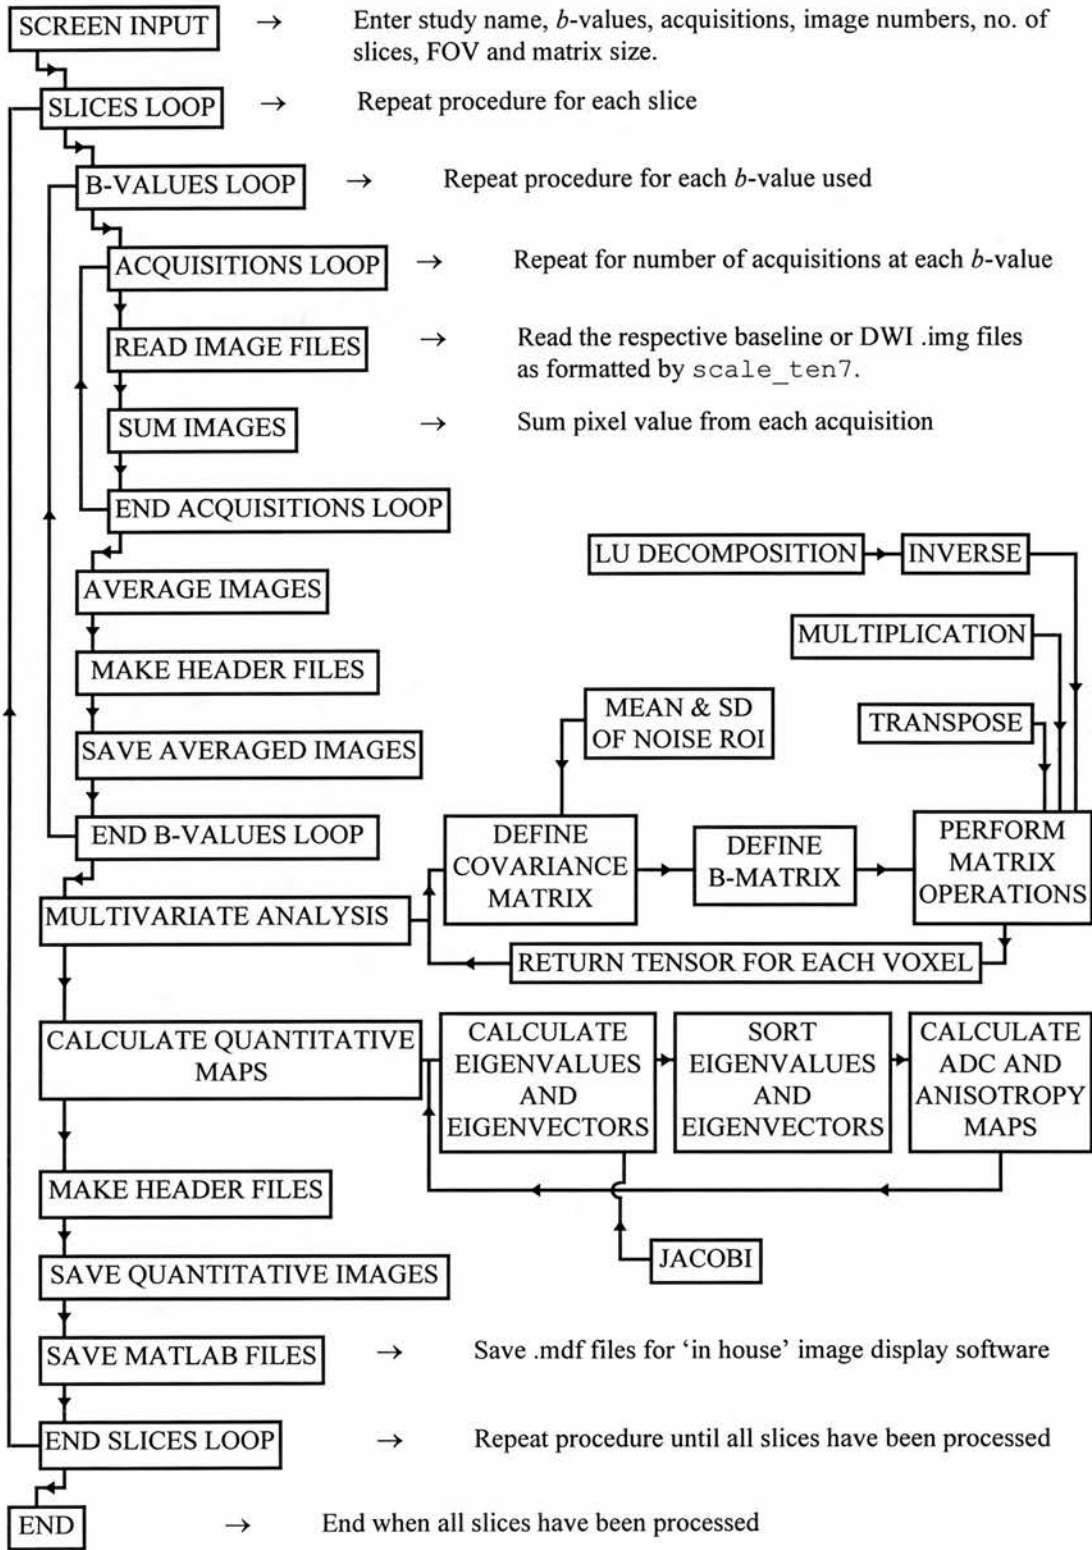 SCREEN INPUT → Enter study name, b-values, acquisitions, image numbers, no. of
slices, FOV and matrix size.
SLICES LOOP → Repeat procedure for each slice
B-VALUES LOOP → Repeat procedure for each b-value used
ACQUISITIONS LOOP → Repeat for number of acquisitions at each b-value
READ IMAGE FILES → Read the respective baseline or DWI .img files
as formatted by scale_ten7.
SUM IMAGES → Sum pixel value from each acquisition
END ACQUISITIONS LOOP
AVERAGE IMAGES
MAKE HEADER FILES
SAVE AVERAGED IMAGES
END B-VALUES LOOP
MULTIVARIATE ANALYSIS
LU DECOMPOSITION
INVERSE
MULTIPLICATION
TRANSPOSE
MEAN & SD
OF NOISE ROI
DEFINE
COVARIANCE
MATRIX
DEFINE
B-MATRIX
PERFORM
MATRIX
OPERATIONS
RETURN TENSOR FOR EACH VOXEL
CALCULATE QUANTITATIVE
MAPS
CALCULATE
EIGENVALUES
AND
EIGENVECTORS
SORT
EIGENVALUES
AND
EIGENVECTORS
CALCULATE
ADC AND
ANISOTROPY
MAPS
JACOBI
MAKE HEADER FILES
SAVE QUANTITATIVE IMAGES
SAVE MATLAB FILES → Save .mdf files for ‘in house’ image display software
END SLICES LOOP → Repeat procedure until all slices have been processed
END → End when all slices have been processed